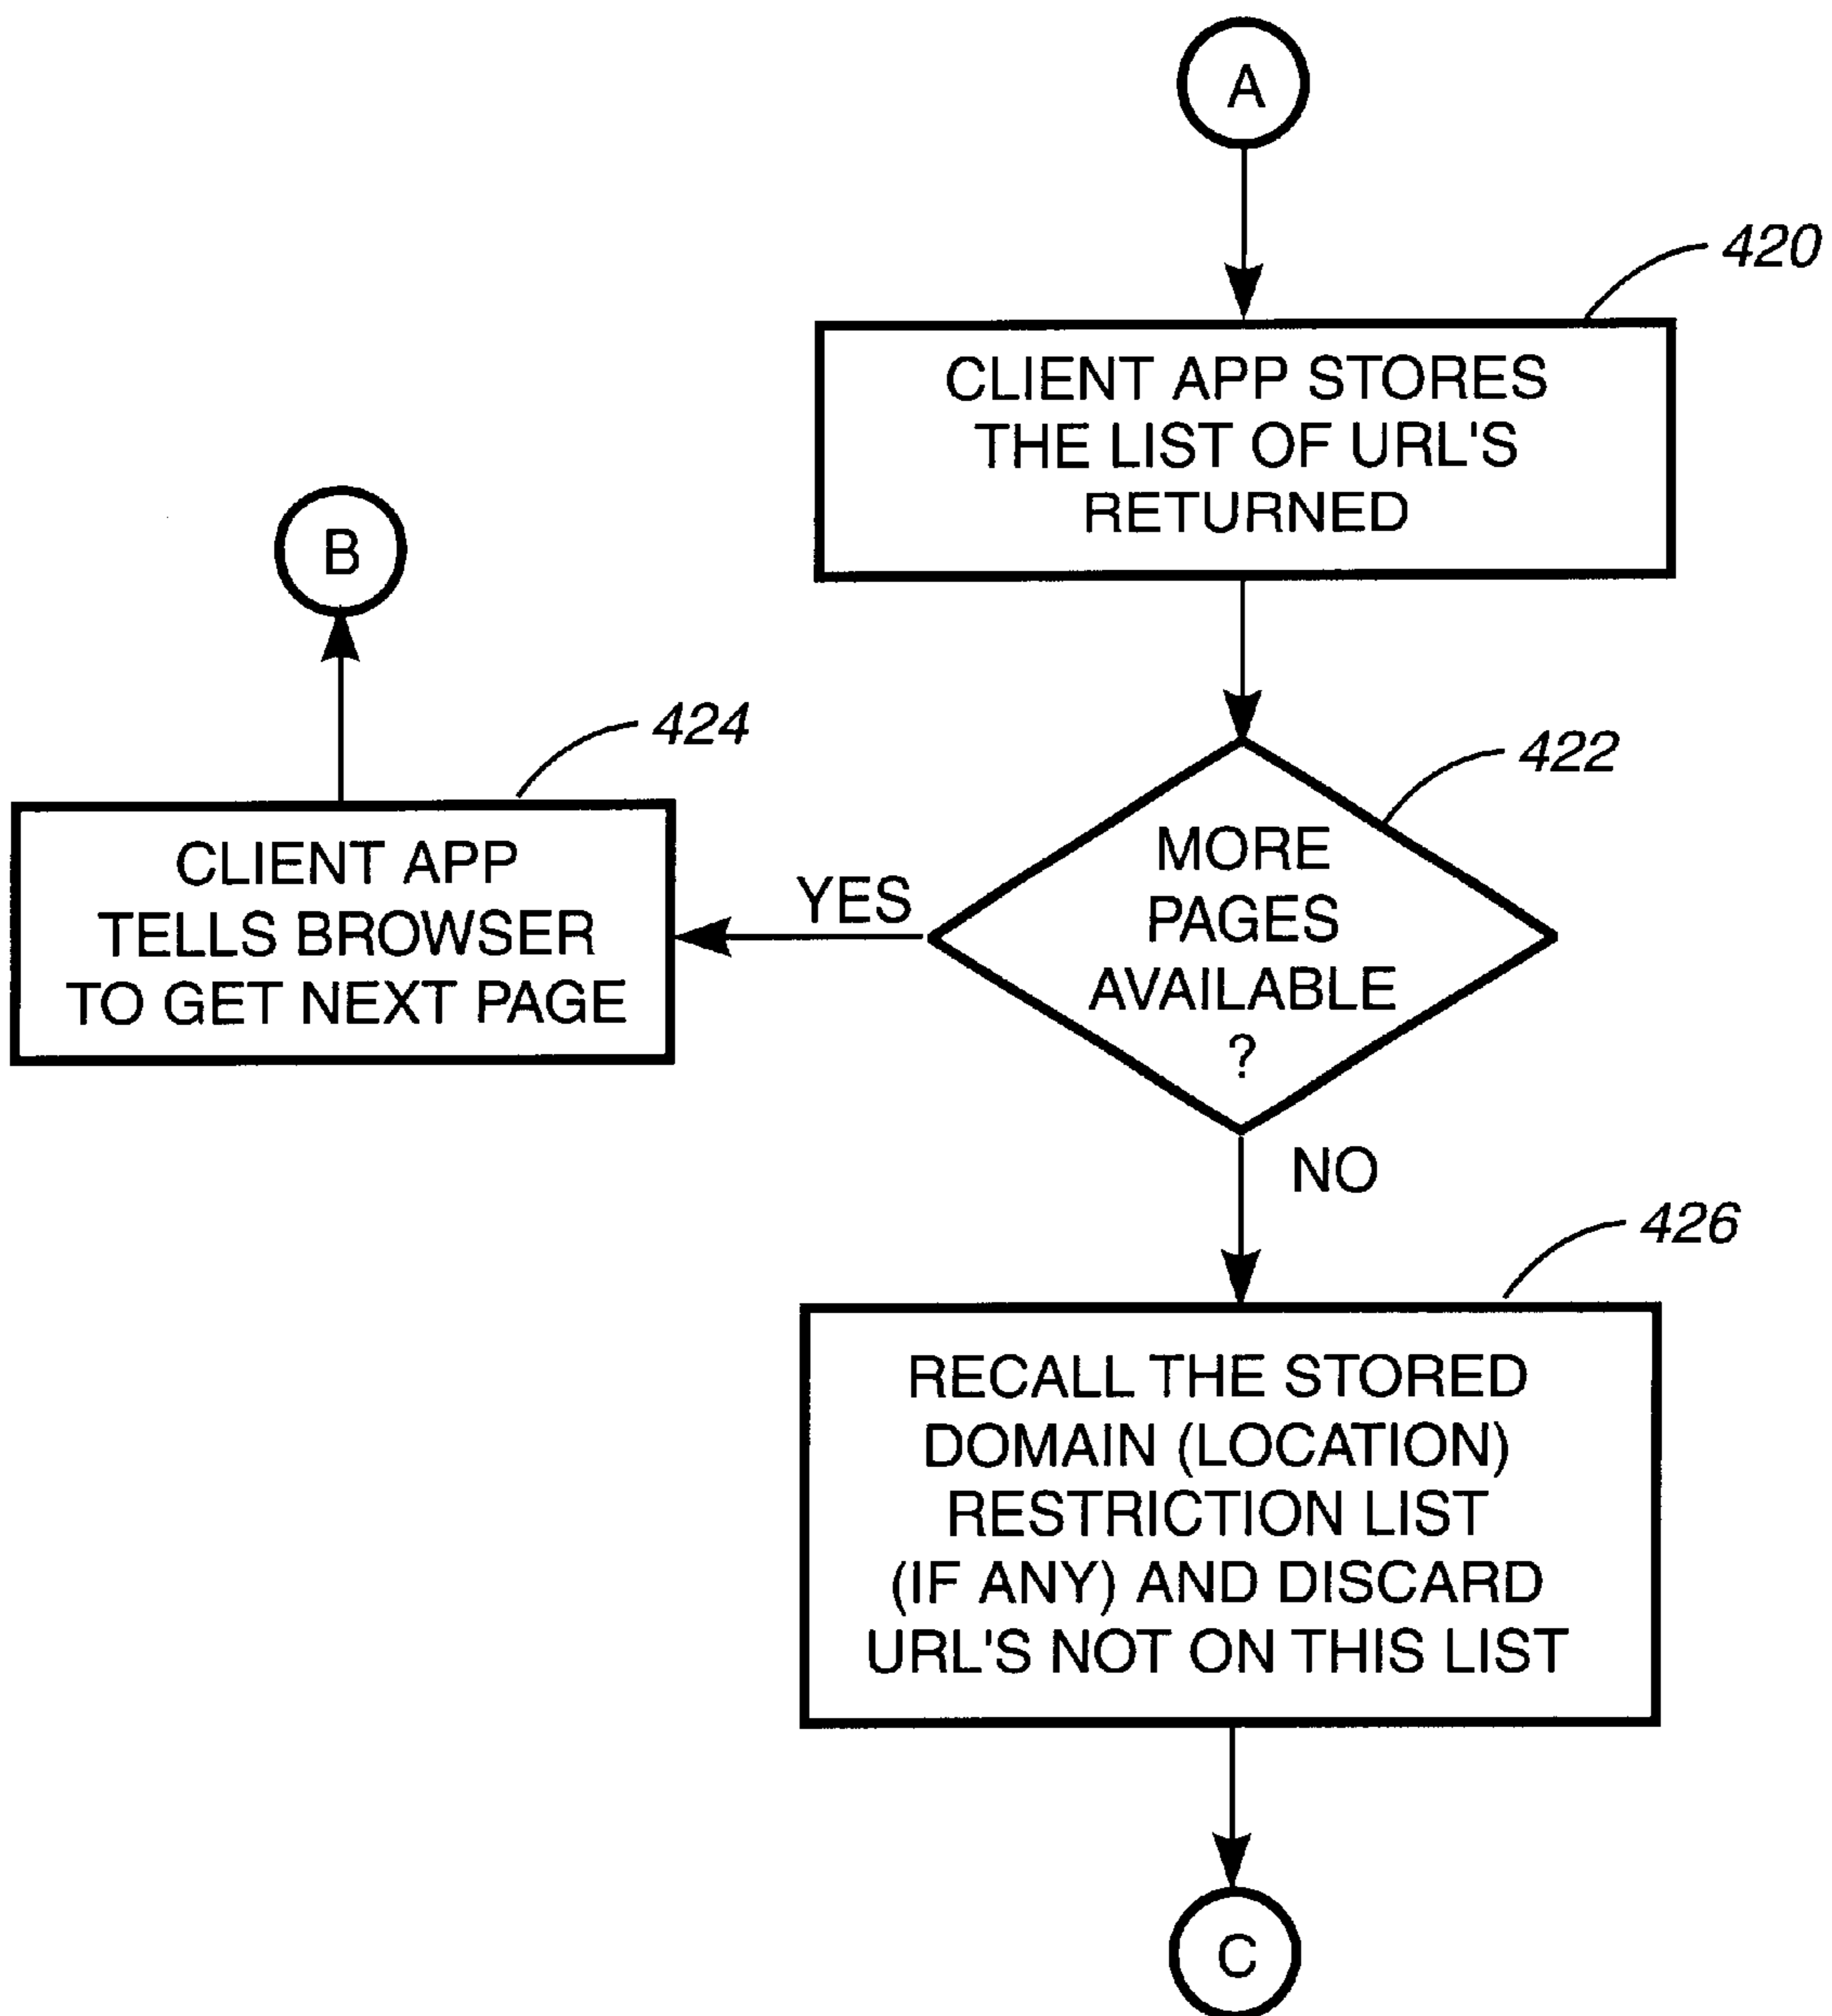 A
420
CLIENT APP STORES
THE LIST OF URL'S
RETURNED
B
424
CLIENT APP
TELLS BROWSER
TO GET NEXT PAGE
YES
422
MORE
PAGES
AVAILABLE
?
NO
426
RECALL THE STORED
DOMAIN (LOCATION)
RESTRICTION LIST
(IF ANY) AND DISCARD
URL'S NOT ON THIS LIST
C